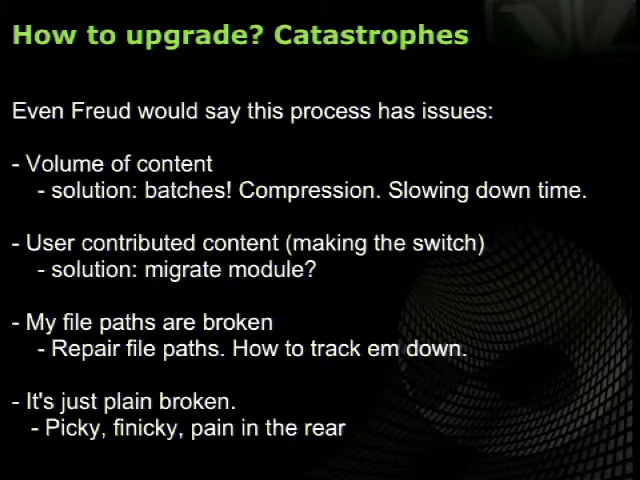 How to upgrade? Catastrophes
Even Freud would say this process has issues:
- Volume of content
- solution: batches! Compression. Slowing down time.
- User contributed content (making the switch)
- solution: migrate module?
- My file paths are broken
- Repair file paths. How to track em down.
- It's just plain broken.
- Picky, finicky, pain in the rear